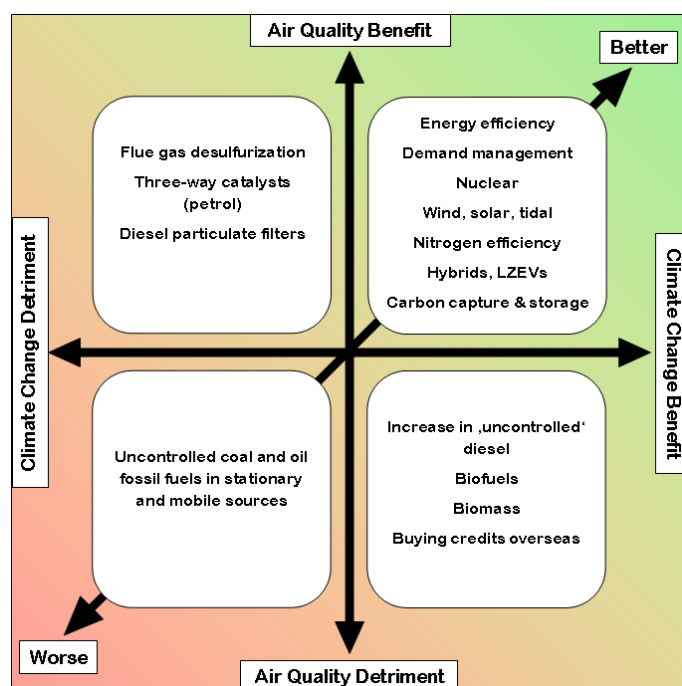 Air Quality Benefit
Better
Flue gas desulfurization
Three-way catalysts
(petrol)
Diesel particulate filters
Energy efficiency
Demand management
Nuclear
Wind, solar, tidal
Nitrogen efficiency
Hybrids, LZEVs
Carbon capture & storage
Climate Change Detriment
Climate Change Benefit
Uncontrolled coal and oil
fossil fuels in stationary
and mobile sources
Increase in ‚uncontrolled‘
diesel
Biofuels
Biomass
Buying credits overseas
Worse
Air Quality Detriment